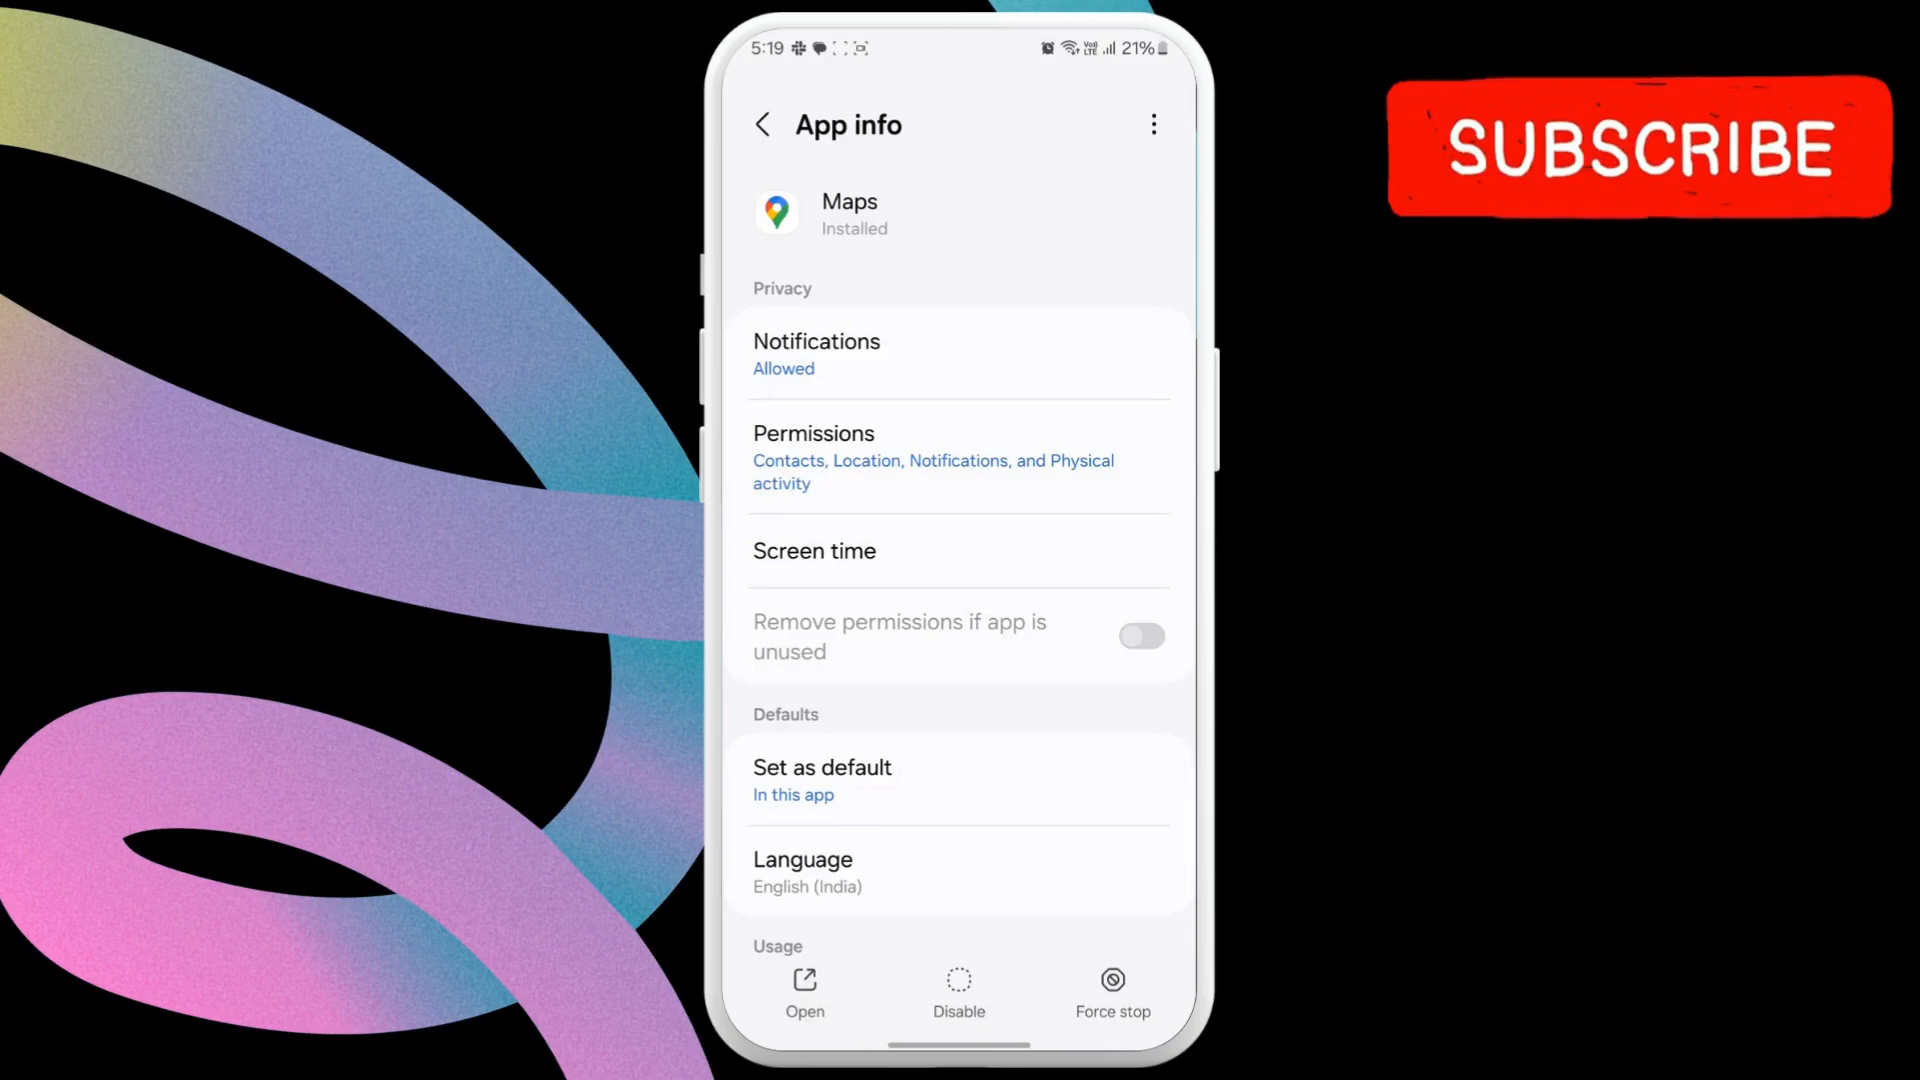 5:19
Vo)
LTE
21%
App info
SUBSCRIBE
Maps
Installed
Privacy
Notifications
Allowed
Permissions
Contacts, Location, Notifications, and Physical
activity
Screen time
Remove permissions if app is
unused
Defaults
Set as default
In this app
Language
English (India)
Usage
Open
Disable
Force stop